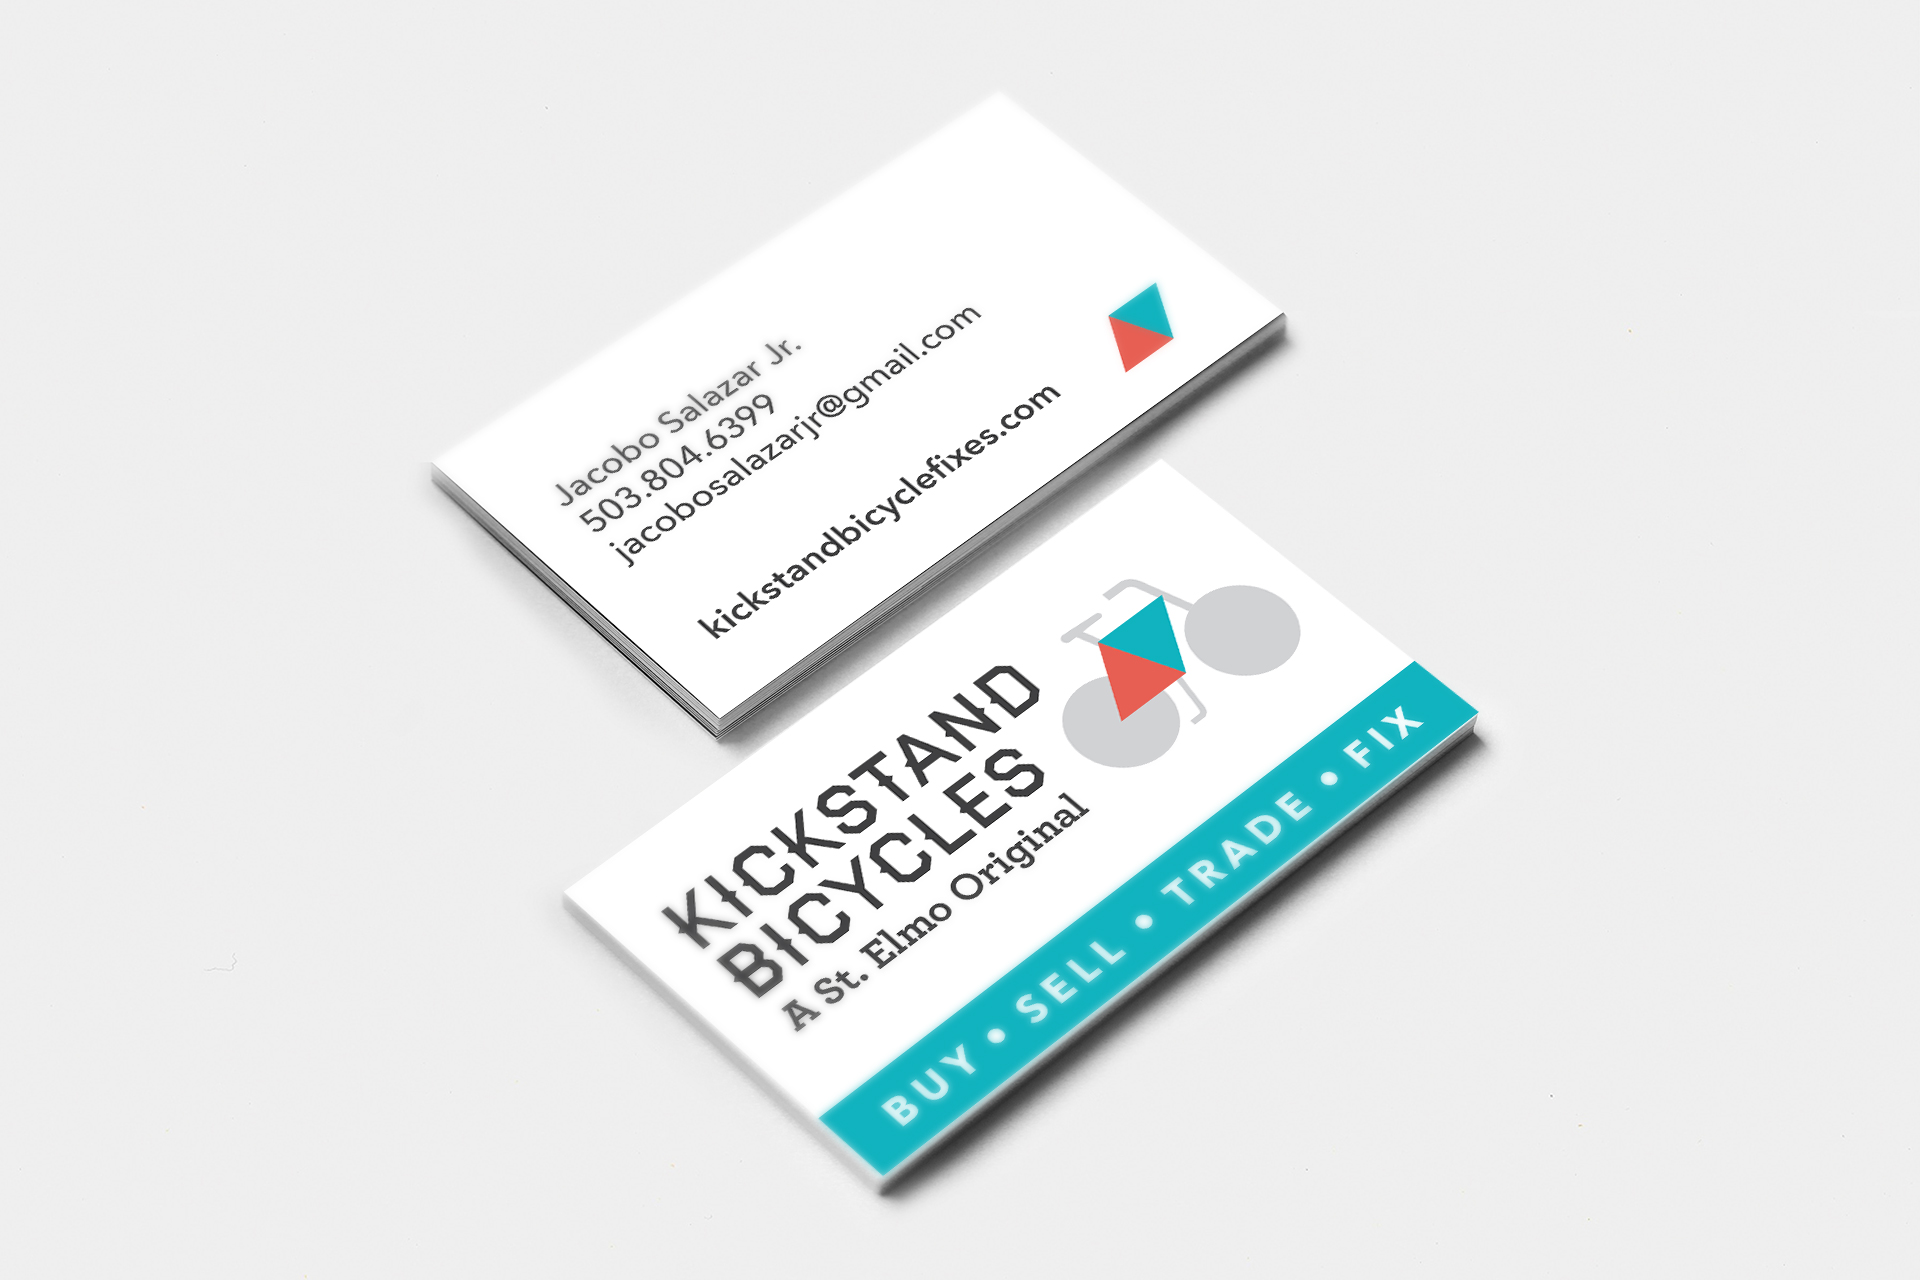 Jacobo Salazar Jr.
503.804.6399
jacobosalazarjr@gmail.com
kickstandbicyclefixes.com
KICKSTAND
BICYCLES
A St. Elmo Original
BUY • SELL • TRADE • FIX